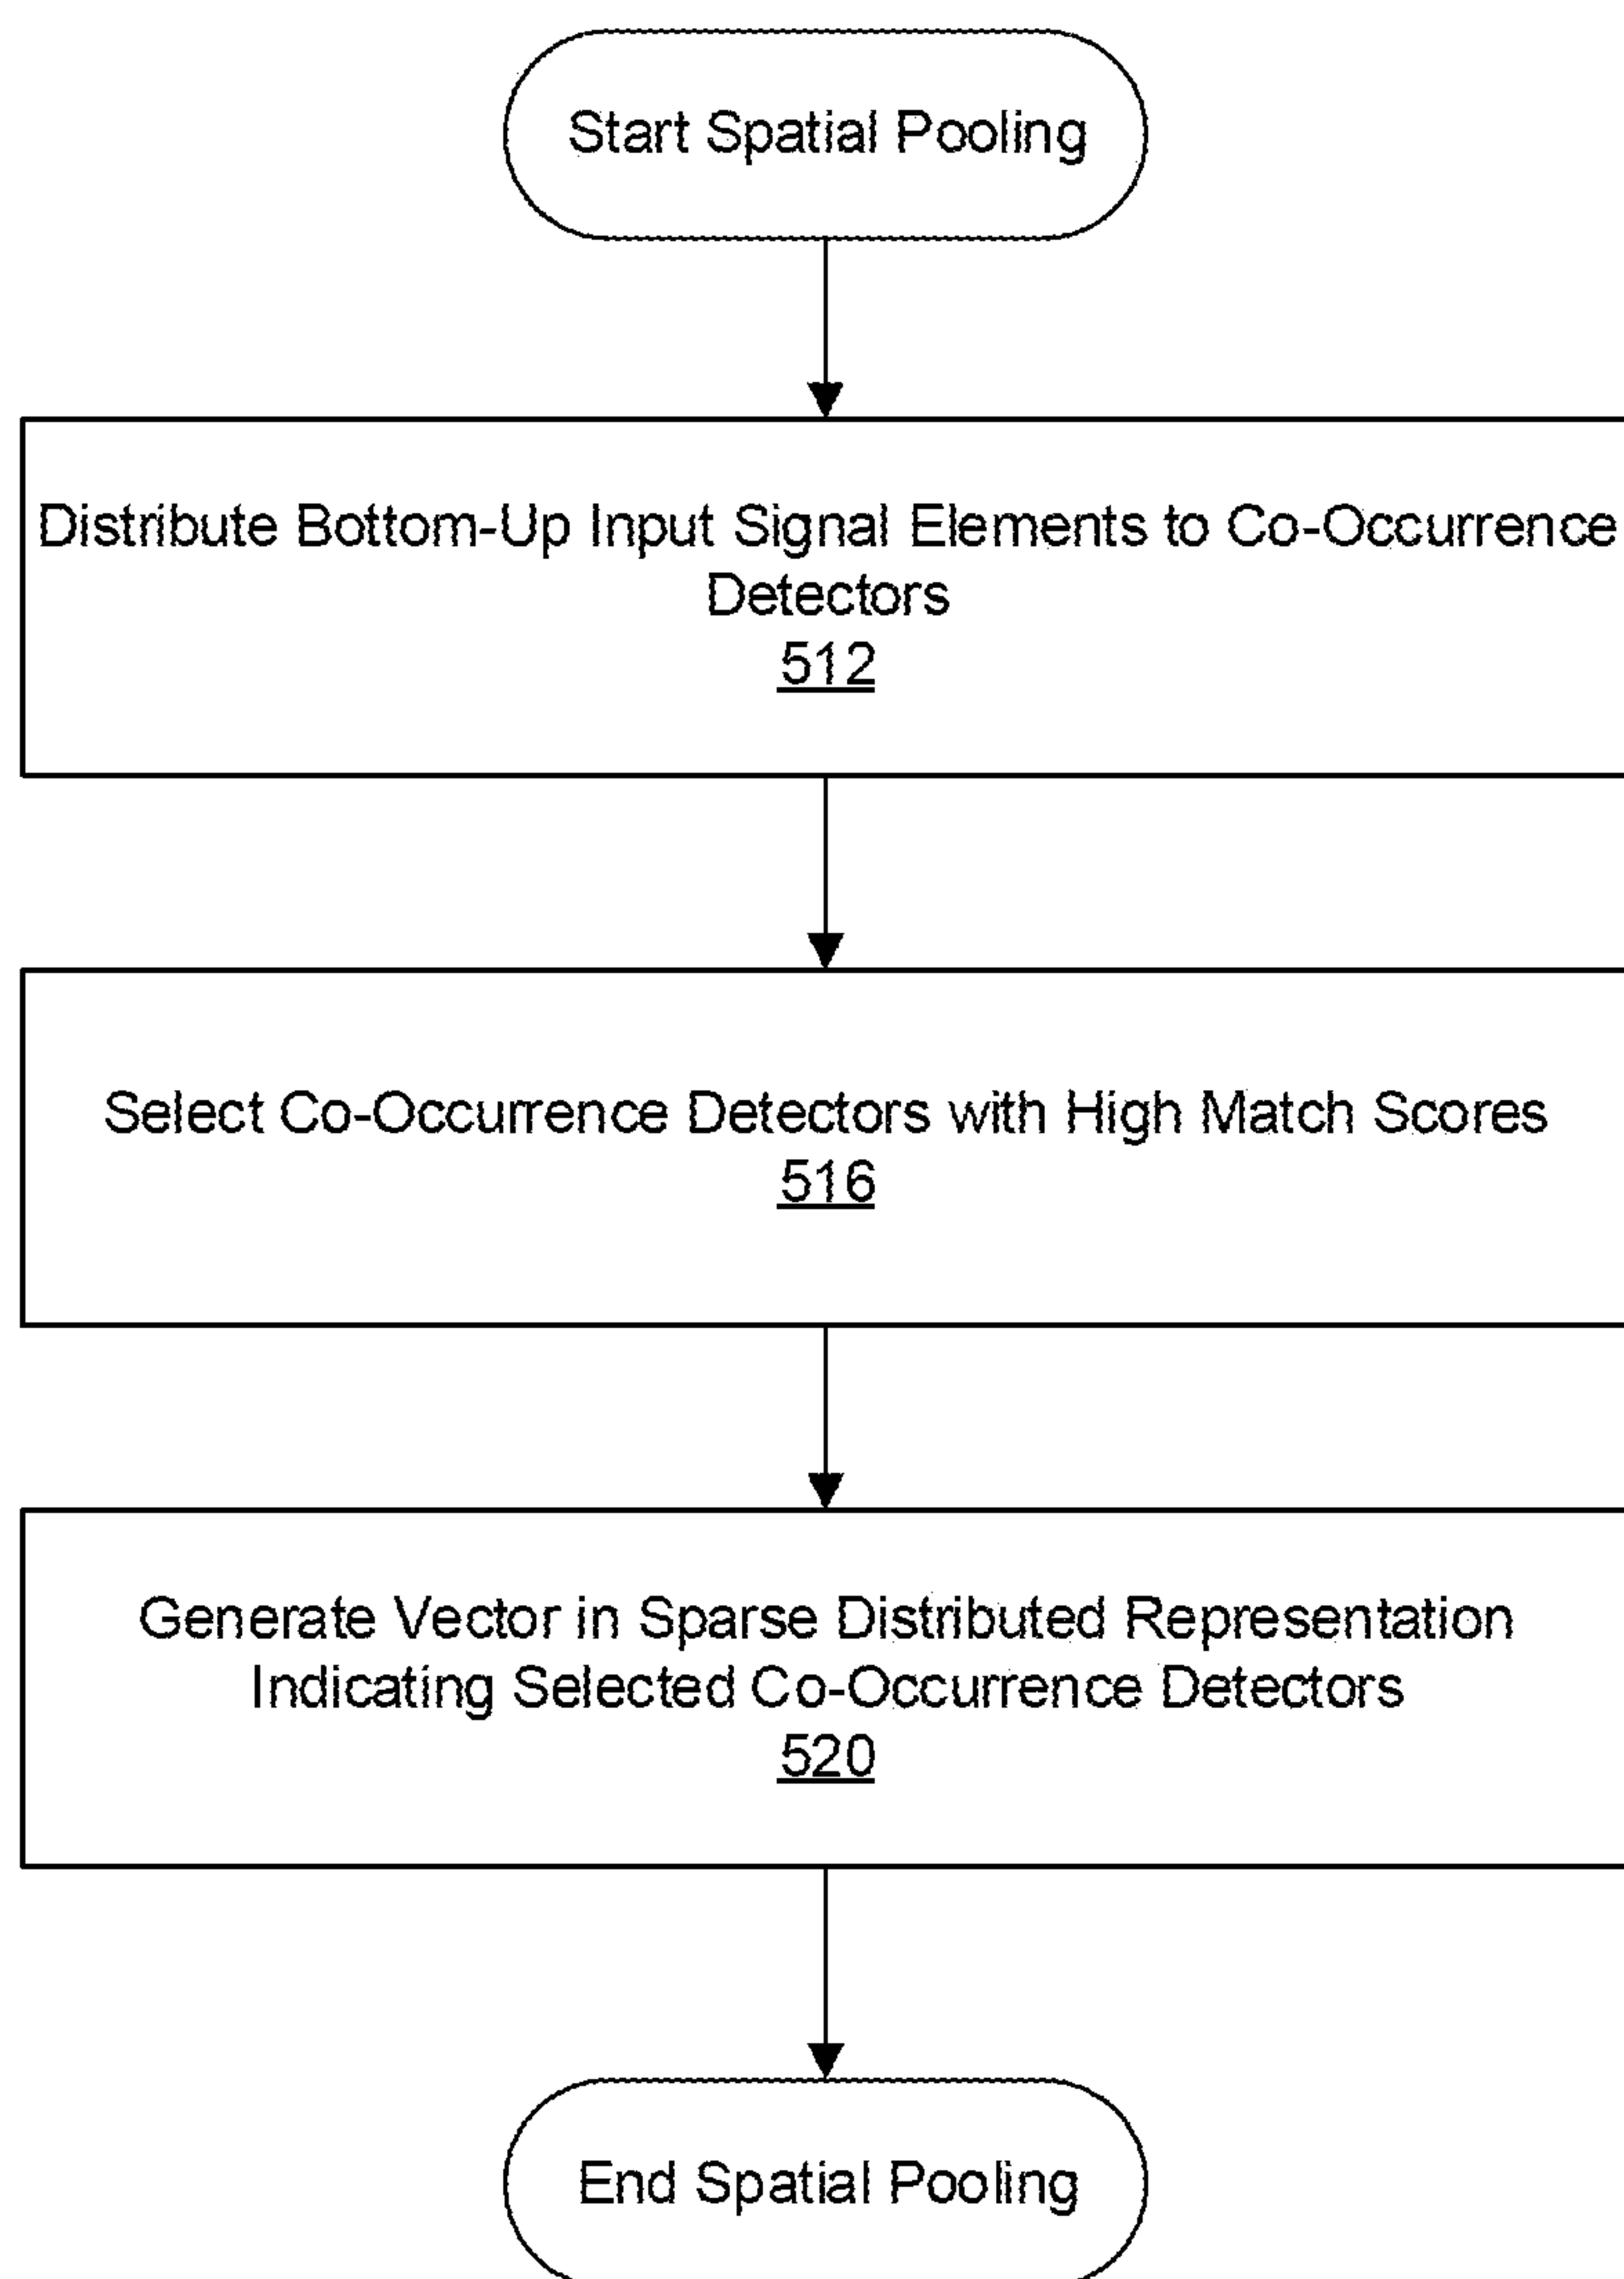 Start Spatial Pooling
Distribute Bottom-Up Input Signal Elements to Co-Occurrence
Detectors
512
Select Co-Occurrence Detectors with High Match Scores
516
Generate Vector in Sparse Distributed Representation
Indicating Selected Co-Occurrence Detectors
520
End Spatial Pooling